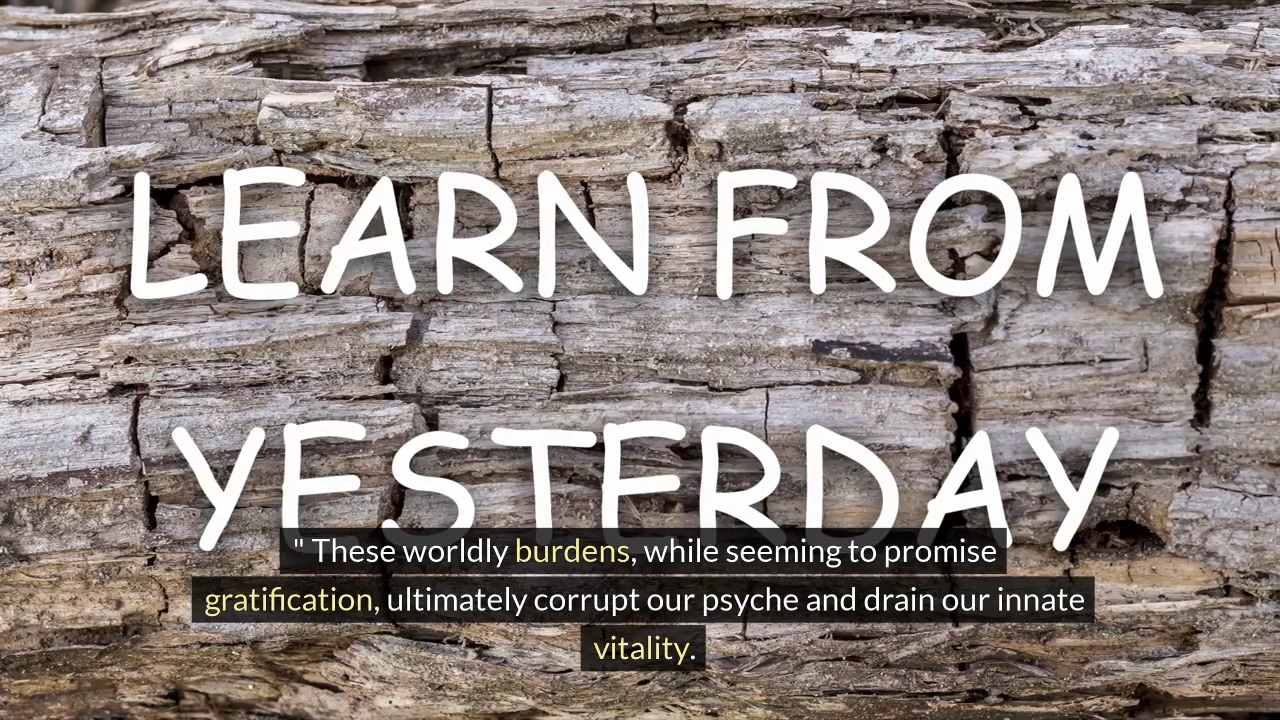 LEARN FROM
YESTERDAY
" These worldly burdens, while seeming to promise
gratification, ultimately corrupt our psyche and drain our innate
vitality.